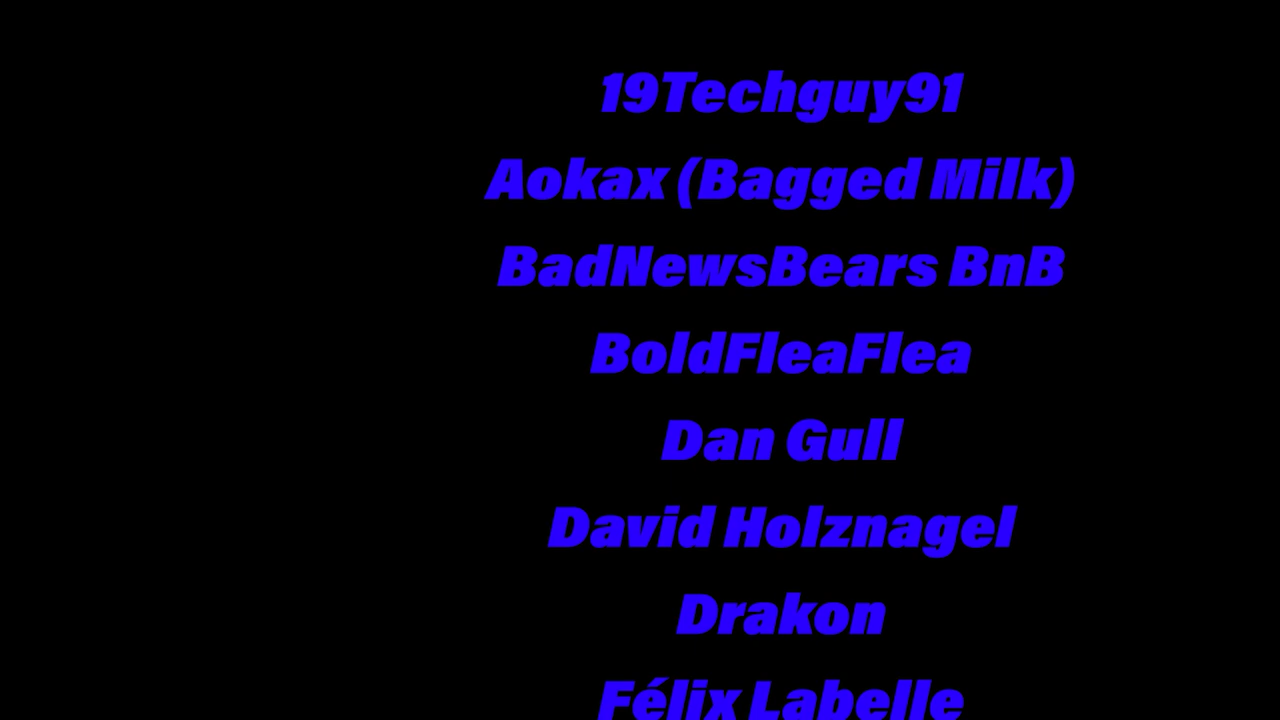 19Techguy91
Aokax (Bagged Milk)
BadNewsBears BnB
BoldFleaFlea
Dan Gull
David Holznagel
Drakon
Félix Labelle